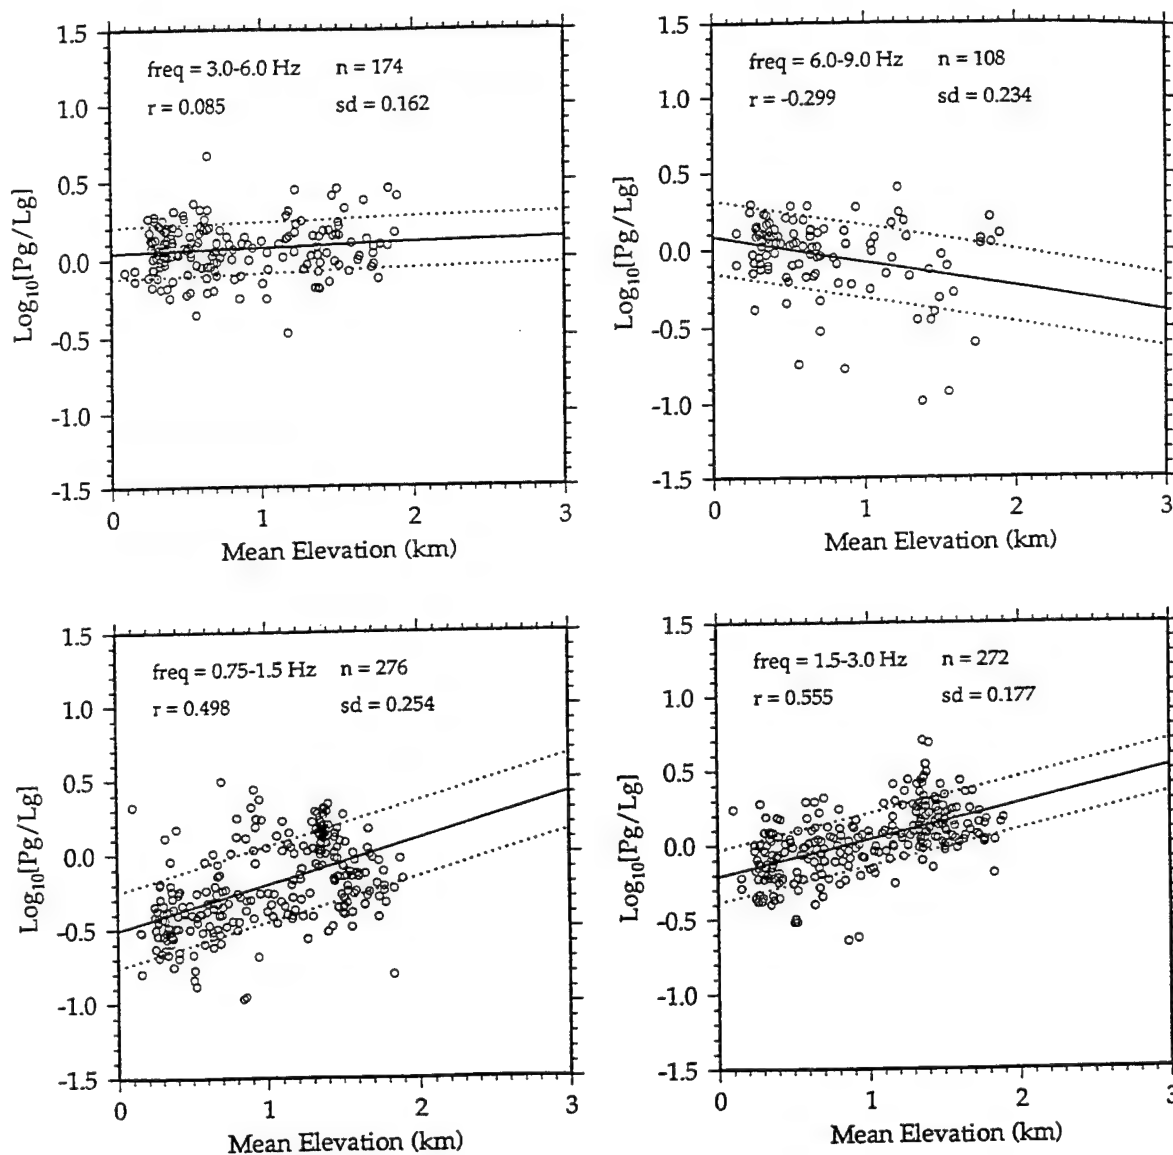 1.5
freq = 3.0-6.0 Hz n = 174
1.0
r = 0.085 sd = 0.162
0.5
0.0
-0.5
-1.0
-1.5
Log10[Pg/Lg]
0 1 2 3
Mean Elevation (km)
1.5
freq = 6.0-9.0 Hz n = 108
1.0
r = -0.299 sd = 0.234
0.5
0.0
-0.5
-1.0
-1.5
Log10[Pg/Lg]
0 1 2 3
Mean Elevation (km)
1.5
freq = 0.75-1.5 Hz n = 276
1.0
r = 0.498 sd = 0.254
0.5
0.0
-0.5
-1.0
-1.5
Log10[Pg/Lg]
0 1 2 3
Mean Elevation (km)
1.5
freq = 1.5-3.0 Hz n = 272
1.0
r = 0.555 sd = 0.177
0.5
0.0
-0.5
-1.0
-1.5
Log10[Pg/Lg]
0 1 2 3
Mean Elevation (km)